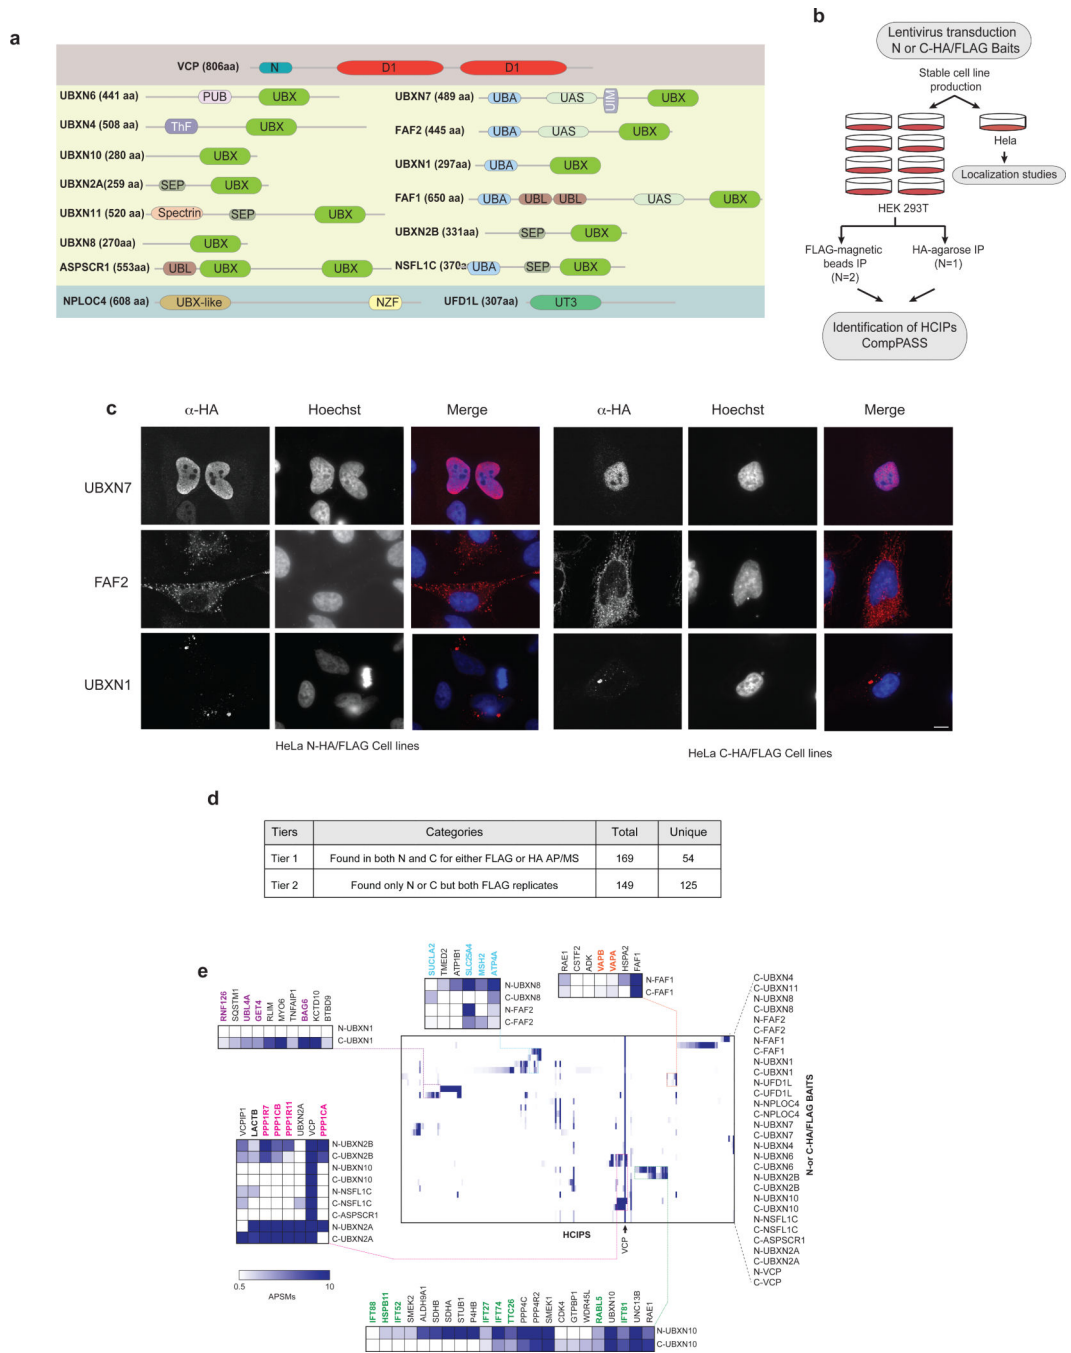 a
VCP (806aa)
N
D1
D1
UBXN6 (441 aa)
PUB
UBX
UBXN4 (508 aa)
ThF
UBX
UBXN10 (280 aa)
UBX
UBXN2A(259 aa)
SEP
UBX
UBXN11 (520 aa)
Spectrin
SEP
UBX
UBXN8 (270aa)
UBX
ASPSCR1 (553aa)
UBL
UBX
UBX
UBXN7 (489 aa)
UBA
UAS
UIM
UBX
FAF2 (445 aa)
UBA
UAS
UBX
UBXN1 (297aa)
UBA
UBX
FAF1 (650 aa)
UBA
UBL
UBL
UAS
UBX
UBXN2B (331aa)
SEP
UBX
NSFL1C (370a
UBA
SEP
UBX
NPLOC4 (608 aa)
UBX-like
NZF
UFD1L (307aa)
UT3
b
Lentivirus transduction
N or C-HA/FLAG Baits
Stable cell line
production
Hela
Localization studies
HEK 293T
FLAG-magnetic
beads IP
(N=2)
HA-agarose IP
(N=1)
Identification of HCIPs
CompPASS
c
α-HA
Hoechst
Merge
α-HA
Hoechst
Merge
UBXN7
FAF2
UBXN1
HeLa N-HA/FLAG Cell lines
HeLa C-HA/FLAG Cell lines
d
Tiers Categories Total Unique
Tier 1 Found in both N and C for either FLAG or HA AP/MS 169 54
Tier 2 Found only N or C but both FLAG replicates 149 125
e
RNF126
SQSTM1
UBL4A
GET4
RLIM
MYO6
TNFAIP1
BAG6
KCTD10
BTBD9
N-UBXN1
C-UBXN1
SUCLA2
TMED2
ATP1B1
SLC25A4
MSH2
ATP4A
N-UBXN8
C-UBXN8
N-FAF2
C-FAF2
RAE1
CSTF2
ADK
VAPB
VAPA
HSPA2
FAF1
N-FAF1
C-FAF1
VCPIP1
LACTB
PPP1R7
PPP1CB
PPP1R11
UBXN2A
VCP
PPP1CA
N-UBXN2B
C-UBXN2B
N-UBXN10
C-UBXN10
N-NSFL1C
C-NSFL1C
C-ASPSCR1
N-UBXN2A
C-UBXN2A
0.5
10
APSMs
HCIPS
VCP
C-UBXN4
C-UBXN11
N-UBXN8
C-UBXN8
N-FAF2
C-FAF2
N-FAF1
C-FAF1
N-UBXN1
C-UBXN1
N-UFD1L
C-UFD1L
N-NPLOC4
C-NPLOC4
N-UBXN7
C-UBXN7
N-UBXN4
N-UBXN6
C-UBXN6
N-UBXN2B
C-UBXN2B
N-UBXN10
C-UBXN10
N-NSFL1C
C-NSFL1C
C-ASPSCR1
N-UBXN2A
C-UBXN2A
N-VCP
C-VCP
N-or C-HA/FLAG BAITS
IFT88
HSPB11
IFT52
SMEK2
ALDH9A1
SDHB
SDHA
STUB1
P4HB
IFT27
IFT74
TTC26
PPP4C
PPP4R2
SMEK1
CDK4
GTPBP1
WDR45L
RABL5
UBXN10
IFT81
UNC13B
RAE1
N-UBXN10
C-UBXN10